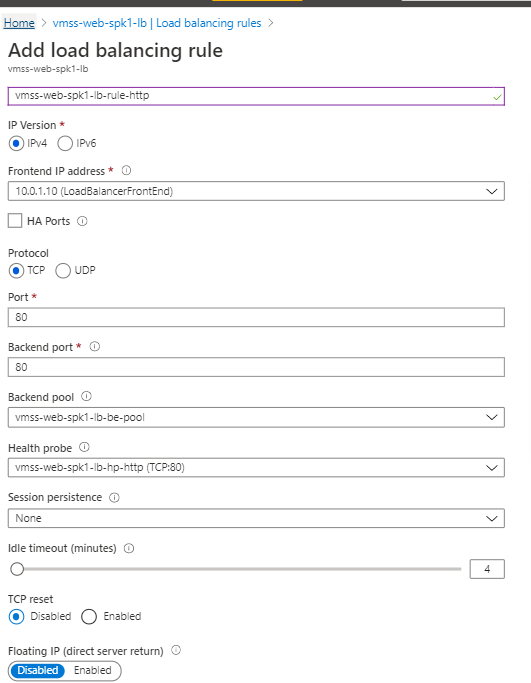 Home > vmss-web-spk1-lb | Load balancing rules >
Add load balancing rule
vmss-web-spk1-lb
vmss-web-spk1-lb-rule-http
IP Version *
IPv4 IPv6
Frontend IP address *
10.0.1.10 (LoadBalancerFrontEnd)
HA Ports
Protocol
TCP UDP
Port *
80
Backend port *
80
Backend pool
vmss-web-spk1-lb-be-pool
Health probe
vmss-web-spk1-lb-hp-http (TCP:80)
Session persistence
None
Idle timeout (minutes)
4
TCP reset
Disabled Enabled
Floating IP (direct server return)
Disabled Enabled